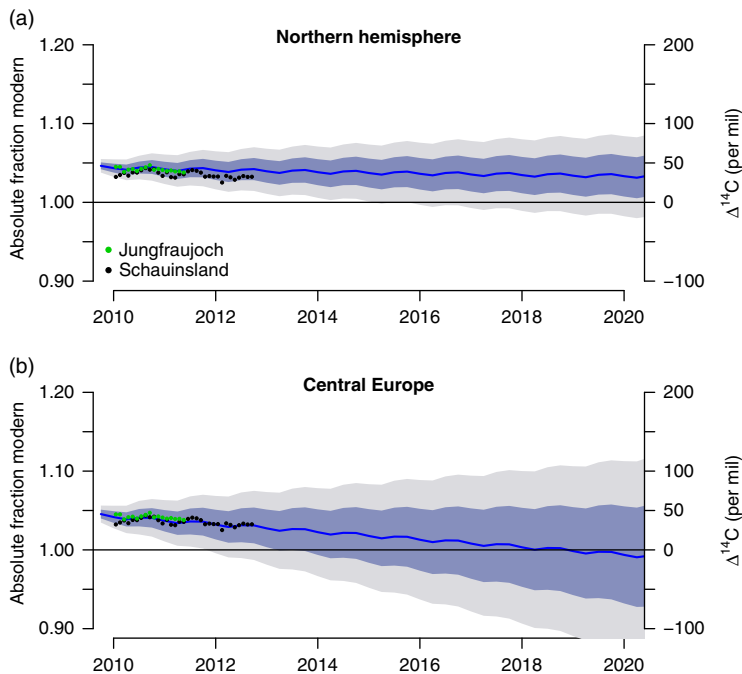 (a)
Northern hemisphere
Absolute fraction modern
1.20
1.10
1.00
0.90
200
100
50
0
−100
Δ¹⁴C (per mil)
Jungfraujoch
Schauinsland
2010 2012 2014 2016 2018 2020
(b)
Central Europe
Absolute fraction modern
1.20
1.10
1.00
0.90
200
100
50
0
−100
Δ¹⁴C (per mil)
2010 2012 2014 2016 2018 2020